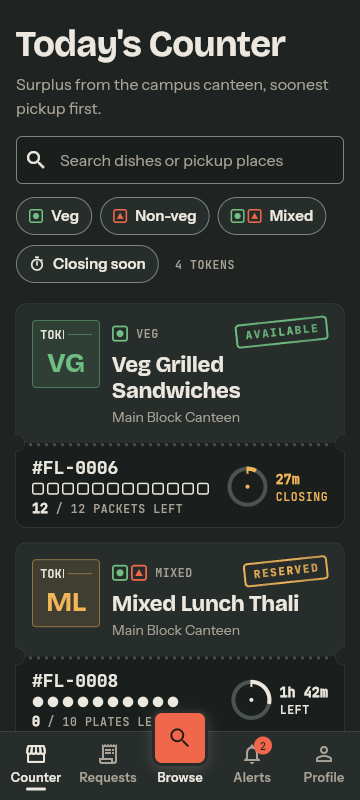 Today's Counter
Surplus from the campus canteen, soonest
pickup first.
Search dishes or pickup places
Veg
Non-veg
Mixed
Closing soon
4 TOKENS
VEG
AVAILABLE
VG
Veg Grilled
Sandwiches
Main Block Canteen
#FL-0006
12 / 12 PACKETS LEFT
27m
CLOSING
MIXED
RESERVED
ML
Mixed Lunch Thali
Main Block Canteen
#FL-0008
0 / 10 PLATES
1h 42m
LEFT
2
Counter
Requests
Browse
Alerts
Profile